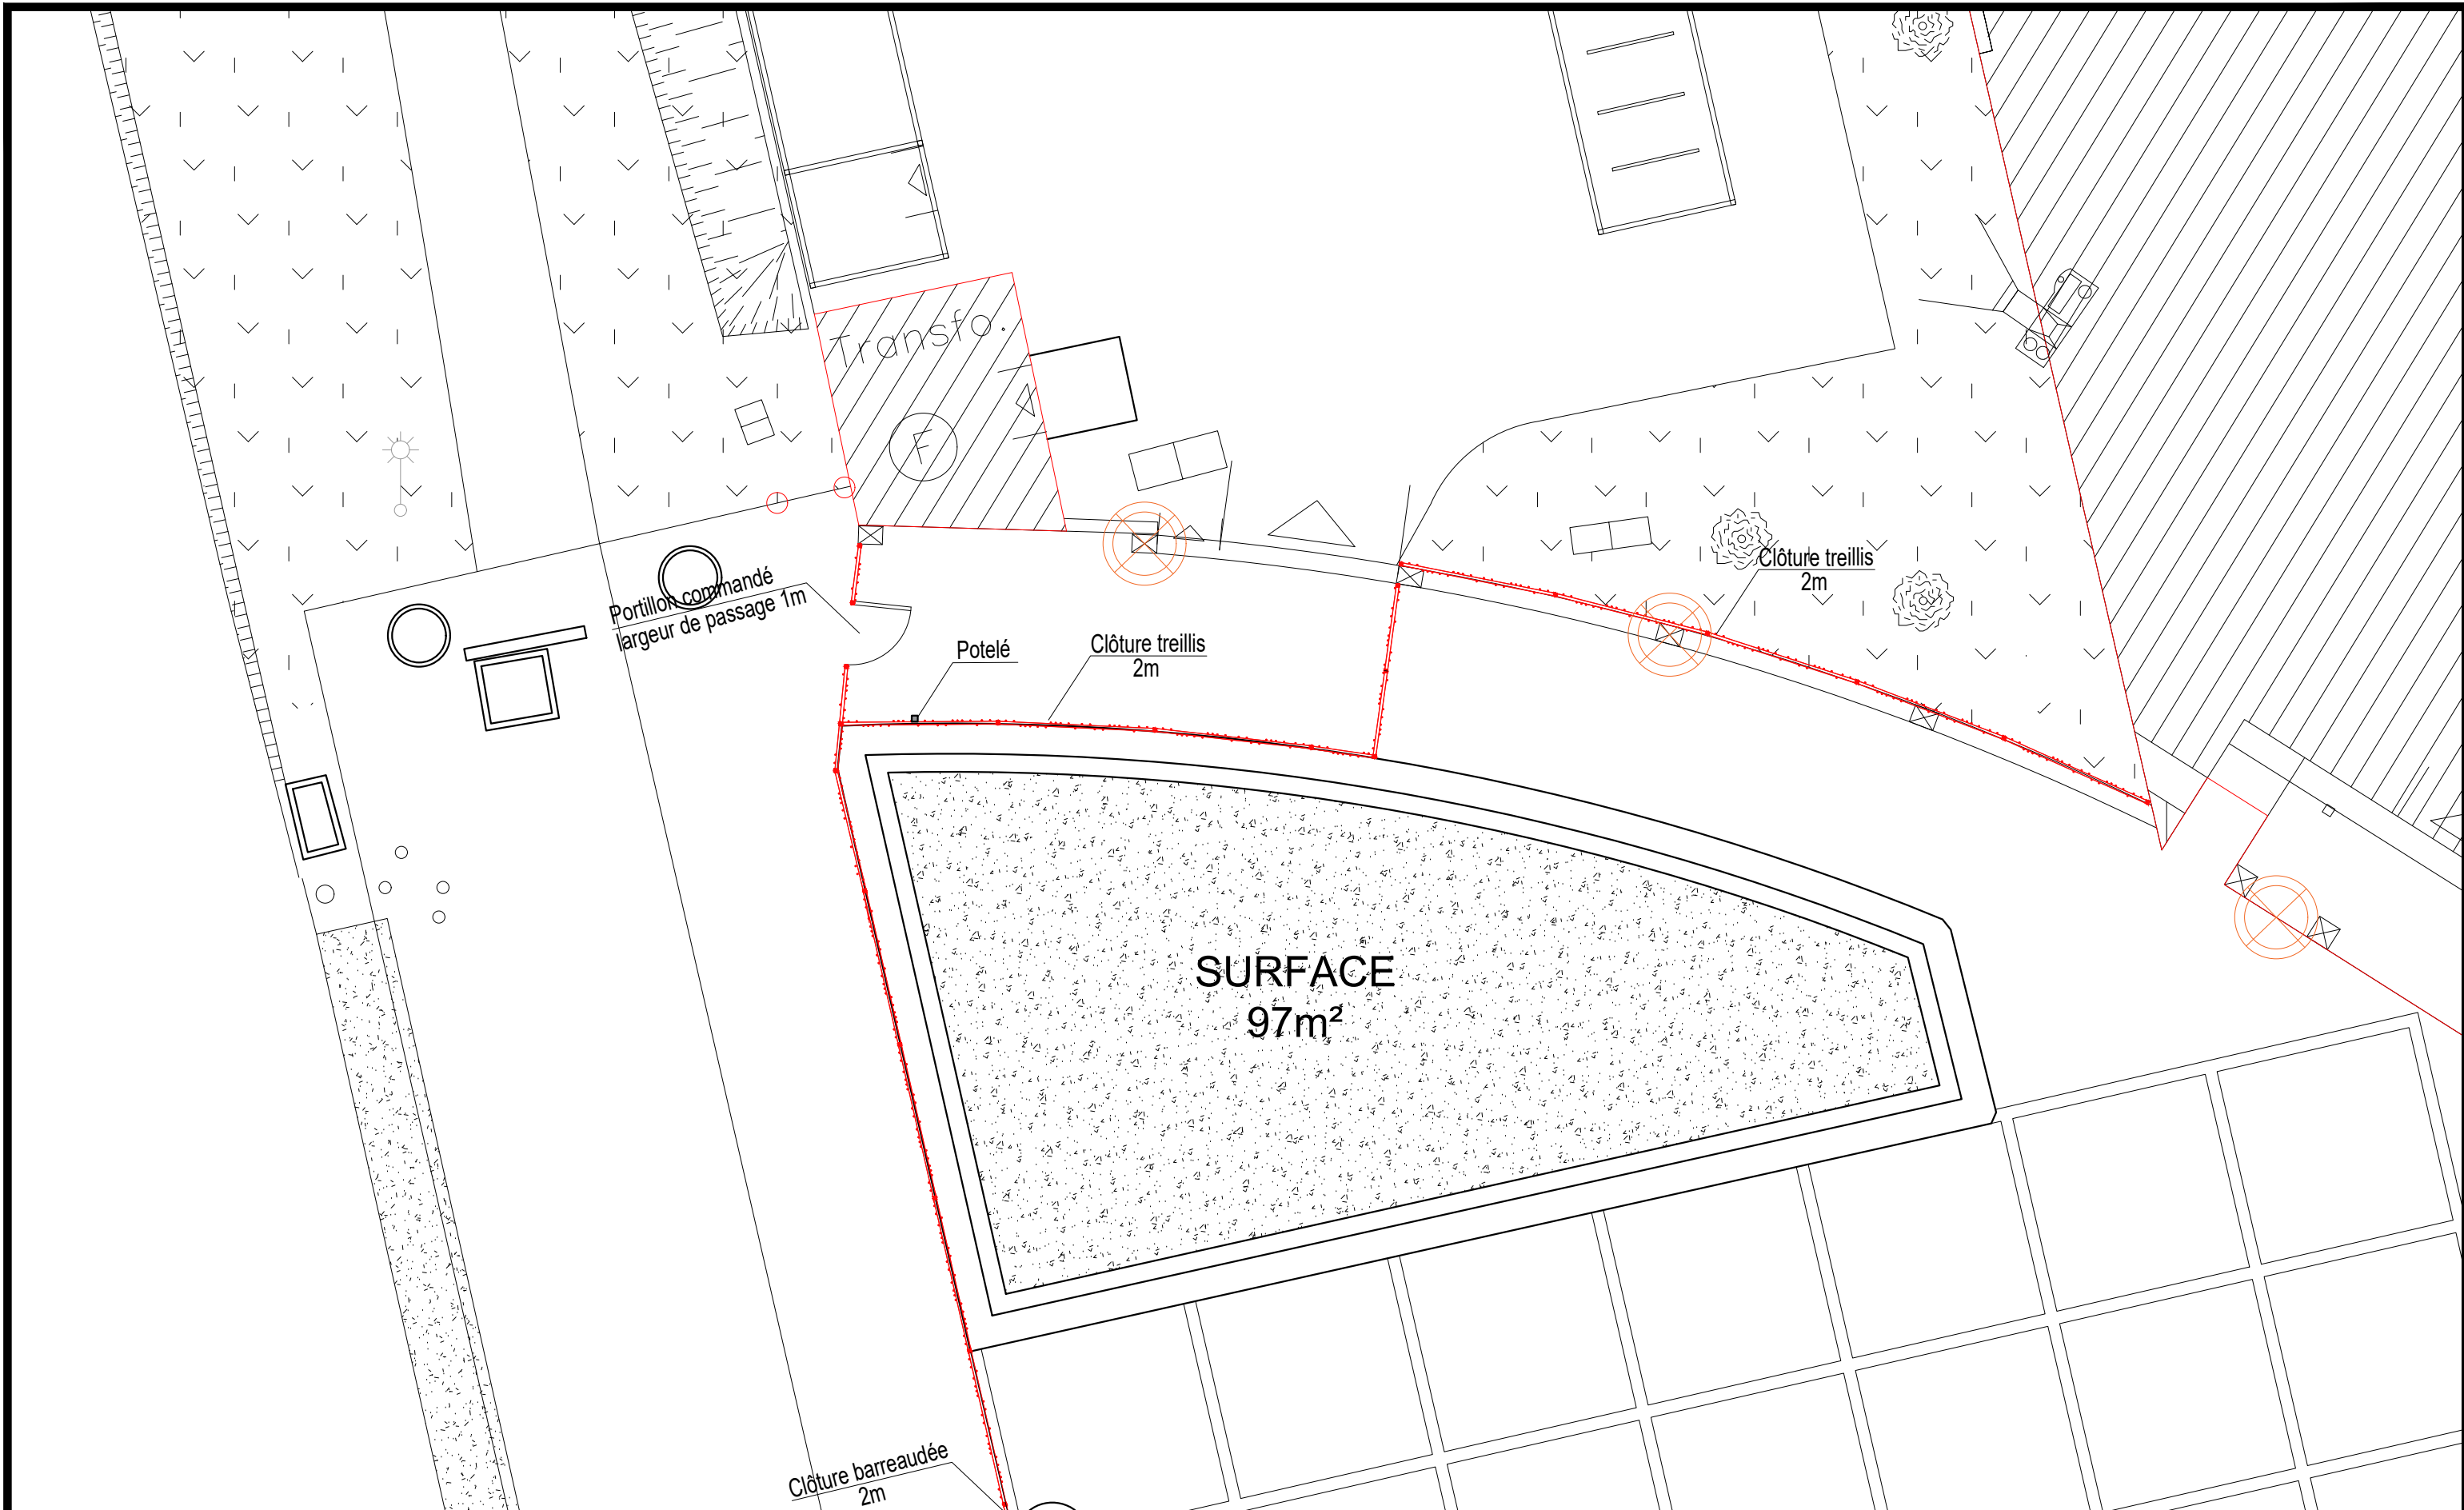 Transfo.
F
Portillon commandé
largeur de passage 1m
Clôture treillis
2m
Potelé
Clôture treillis
2m
SURFACE
97m²
Clôture barreaudée
2m